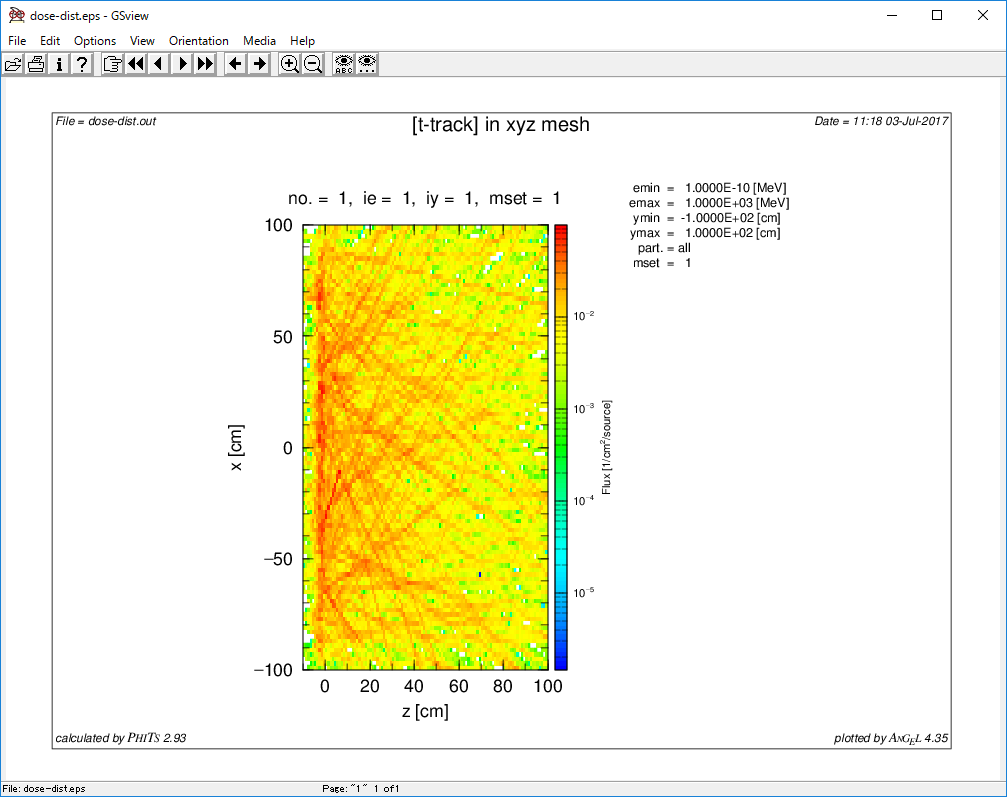 dose-dist.eps - GSview
File Edit Options View Orientation Media Help
File = dose-dist.out
[t-track] in xyz mesh
Date = 11:18 03-Jul-2017
no. = 1, ie = 1, iy = 1, mset = 1
emin = 1.0000E-10 [MeV]
emax = 1.0000E+03 [MeV]
ymin = -1.0000E+02 [cm]
ymax = 1.0000E+02 [cm]
part. = all
mset = 1
100
50
0
−50
−100
x [cm]
0 20 40 60 80 100
z [cm]
10⁻²
10⁻³
10⁻⁴
10⁻⁵
Flux [1/cm²/source]
calculated by PHITS 2.93
plotted by ANGEL 4.35
File: dose-dist.eps
Page: "1" 1 of 1